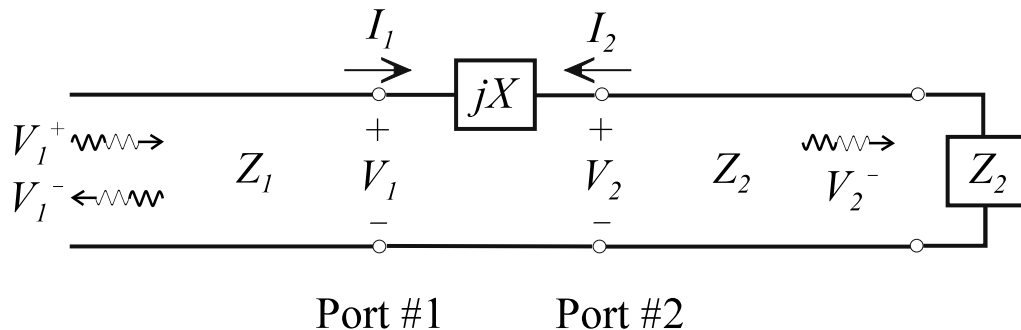 I₁ I₂
jX
V₁⁺ + + 
V₁⁻ Z₁ V₁ V₂ Z₂ V₂⁻ Z₂
− −
Port #1 Port #2